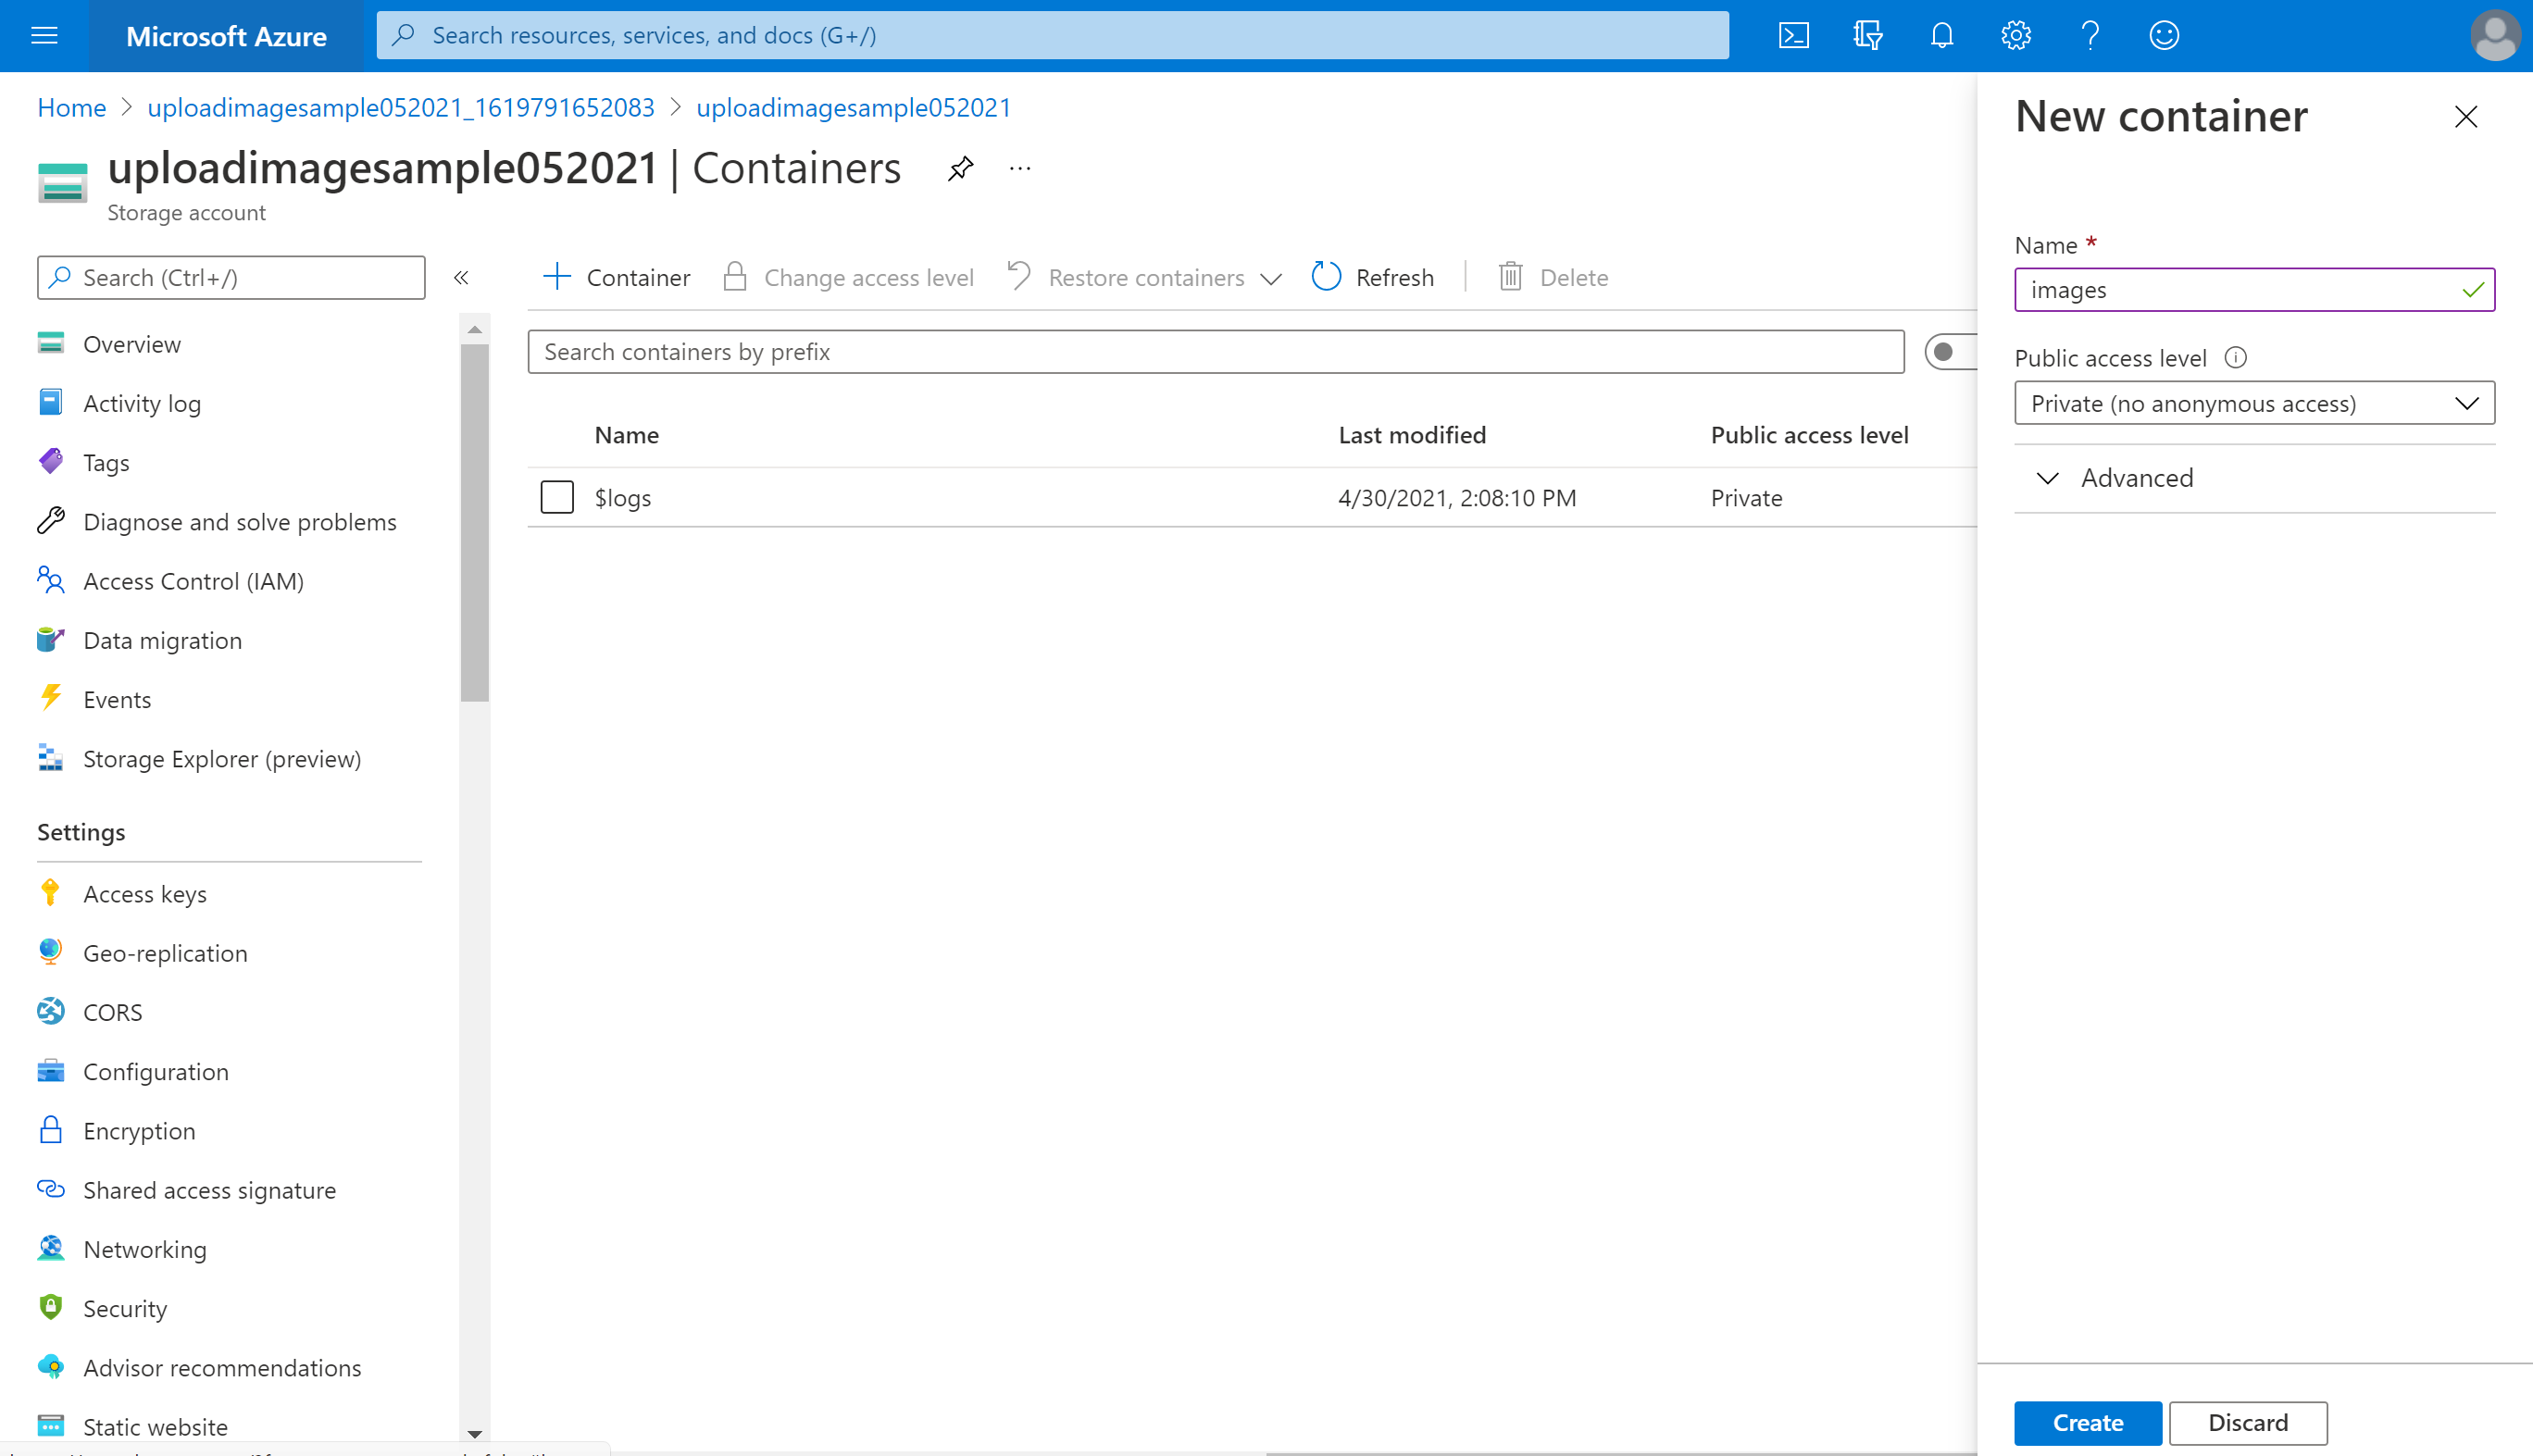 Microsoft Azure
Search resources, services, and docs (G+/)
Home > uploadimagesample052021_1619791652083 > uploadimagesample052021
uploadimagesample052021 | Containers
Storage account
Search (Ctrl+/)
Overview
Activity log
Tags
Diagnose and solve problems
Access Control (IAM)
Data migration
Events
Storage Explorer (preview)
Settings
Access keys
Geo-replication
CORS
Configuration
Encryption
Shared access signature
Networking
Security
Advisor recommendations
Static website
Container Change access level Restore containers Refresh Delete
Search containers by prefix
Name Last modified Public access level
$logs 4/30/2021, 2:08:10 PM Private
New container
Name *
images
Public access level
Private (no anonymous access)
Advanced
Create Discard